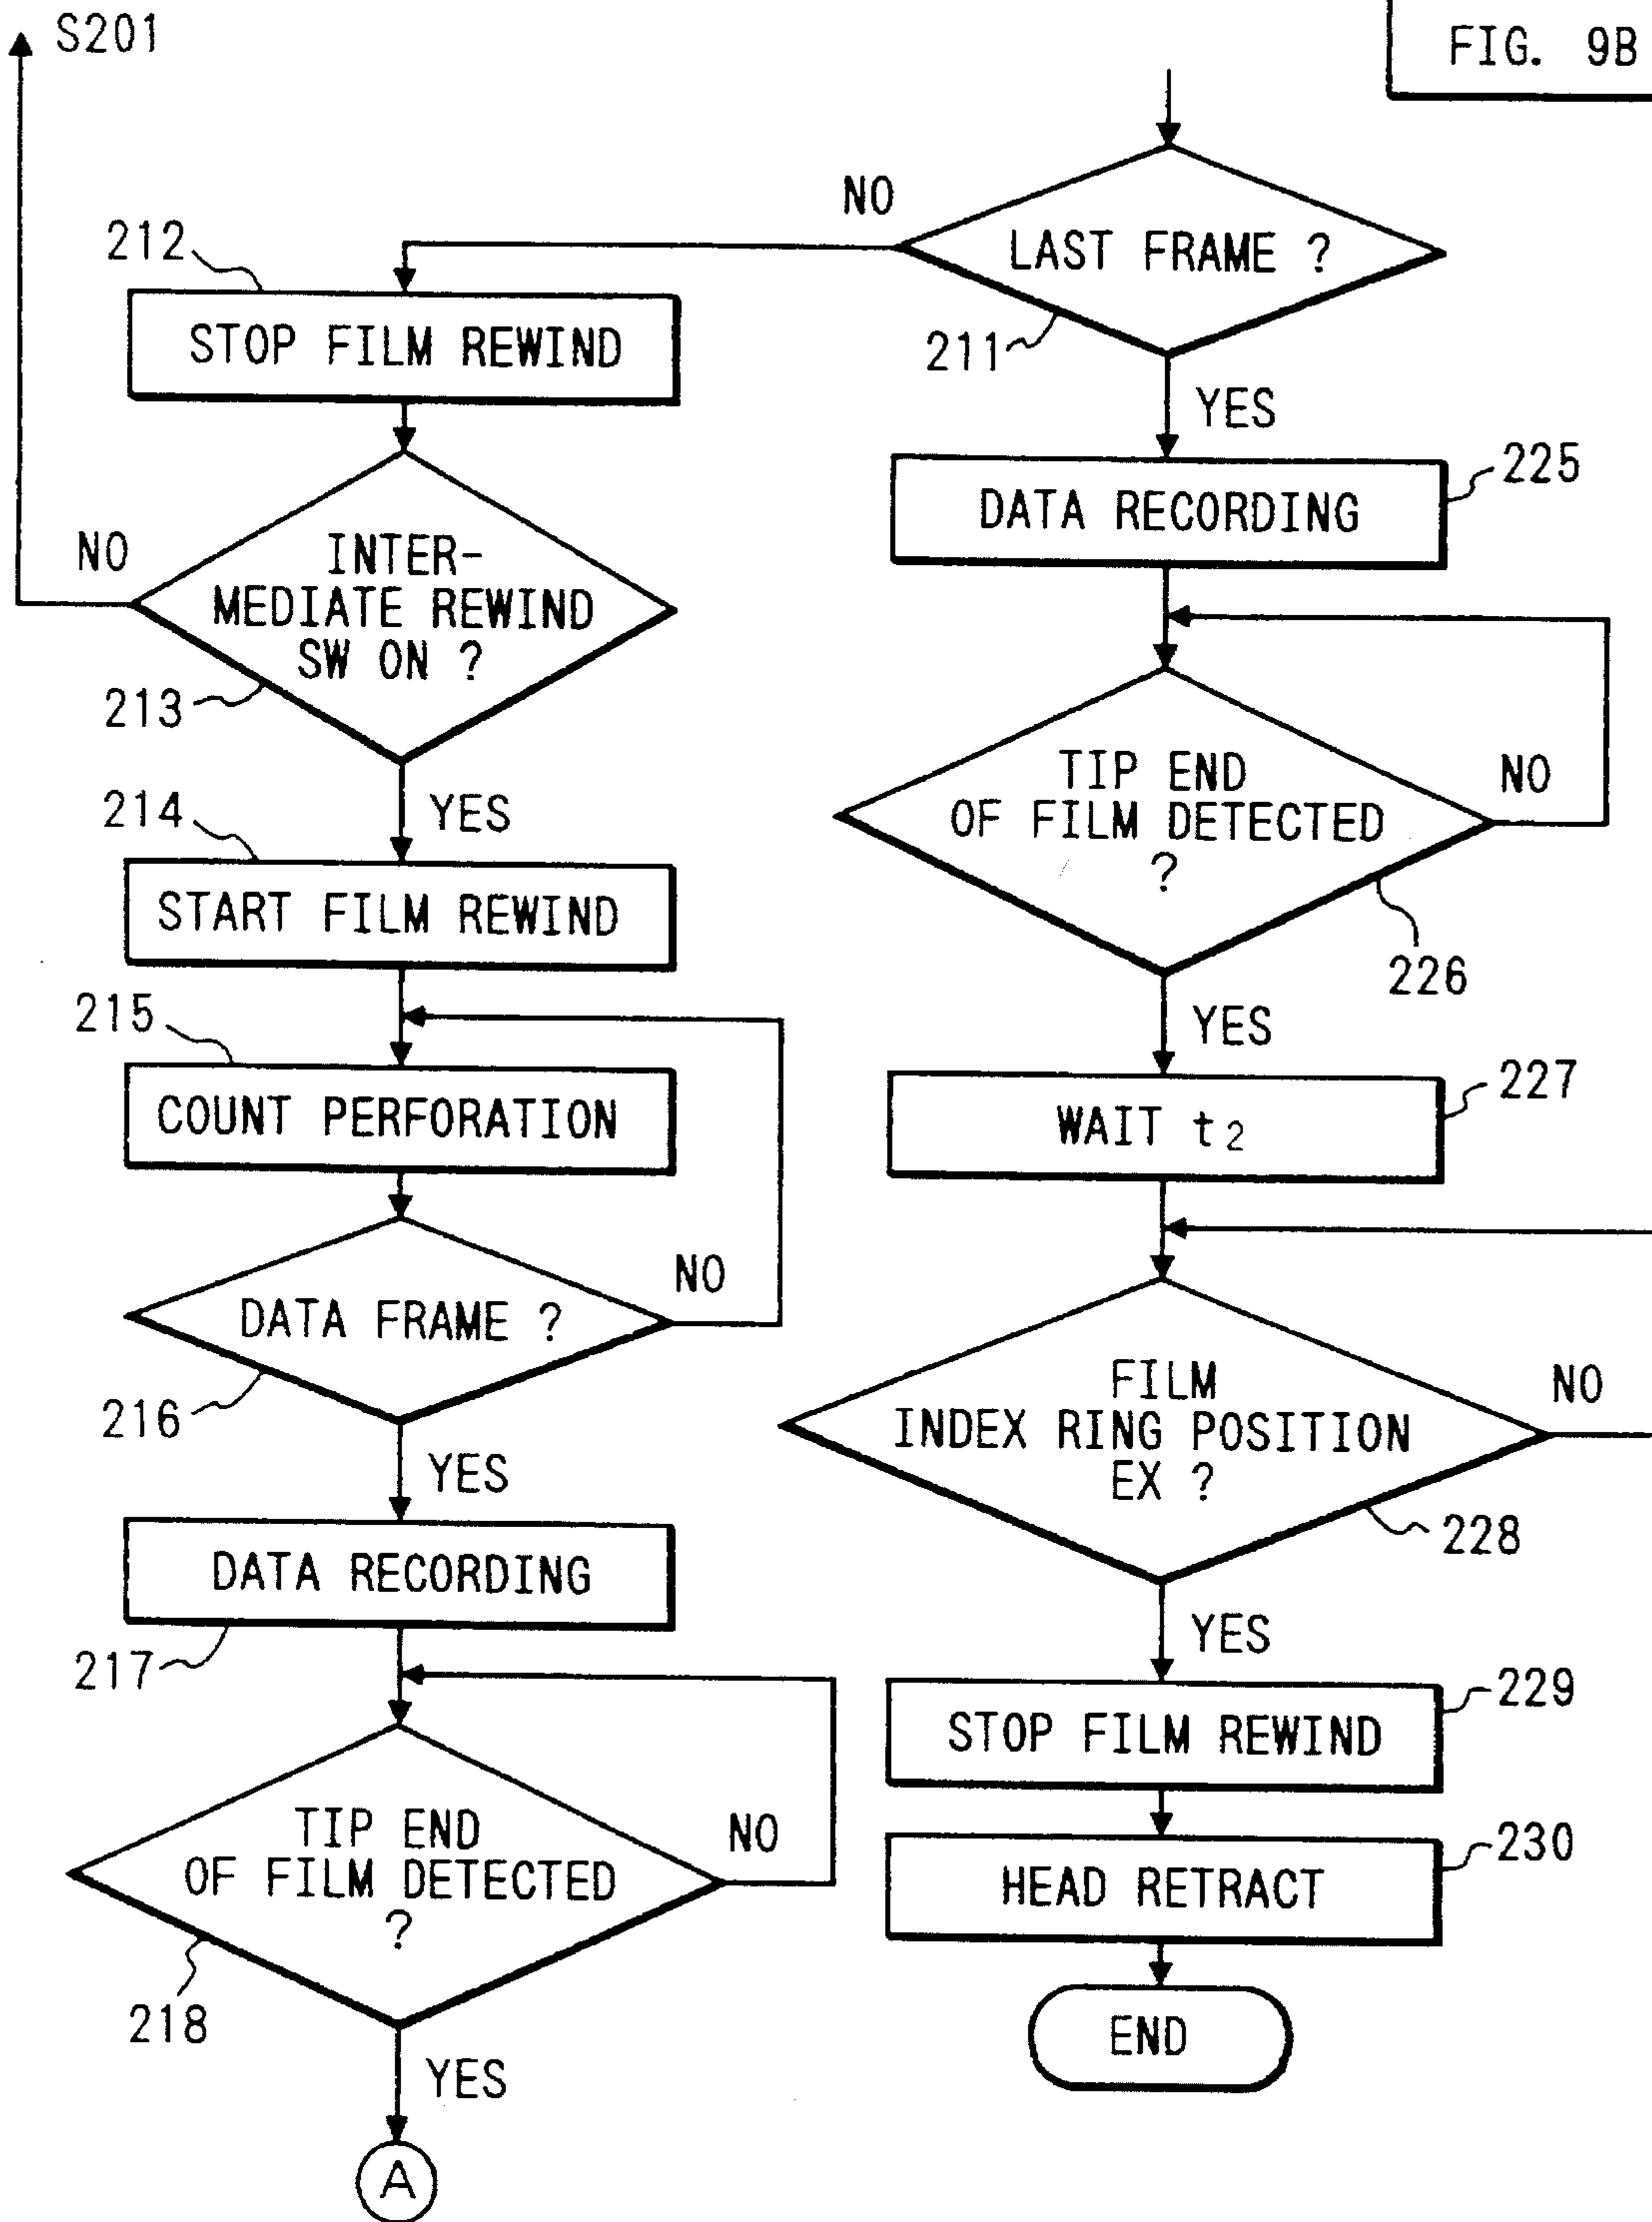 S201
FIG. 9B
NO
LAST FRAME ?
211
YES
212
STOP FILM REWIND
NO
INTER-
MEDIATE REWIND
SW ON ?
213
YES
214
START FILM REWIND
215
COUNT PERFORATION
DATA FRAME ?
NO
216
YES
DATA RECORDING
217
TIP END
OF FILM DETECTED
?
NO
218
YES
A
DATA RECORDING
225
TIP END
OF FILM DETECTED
?
NO
226
YES
WAIT t2
227
FILM
INDEX RING POSITION
EX ?
NO
228
YES
STOP FILM REWIND
229
HEAD RETRACT
230
END